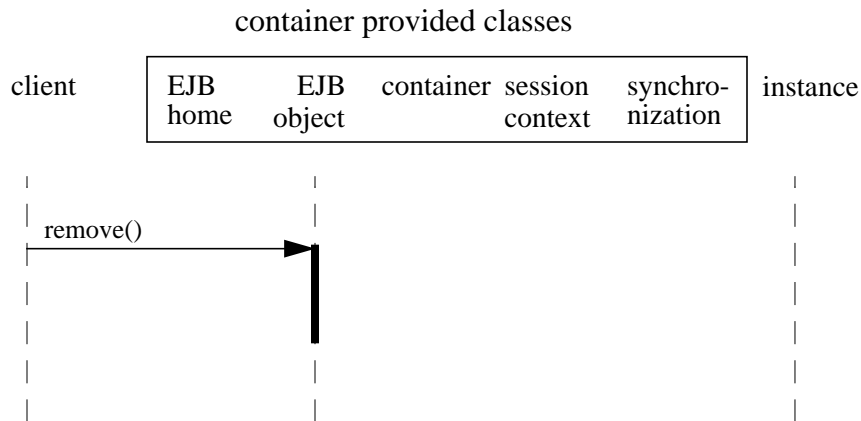 container provided classes
client EJB EJB container session synchro- instance
home object context nization
remove()